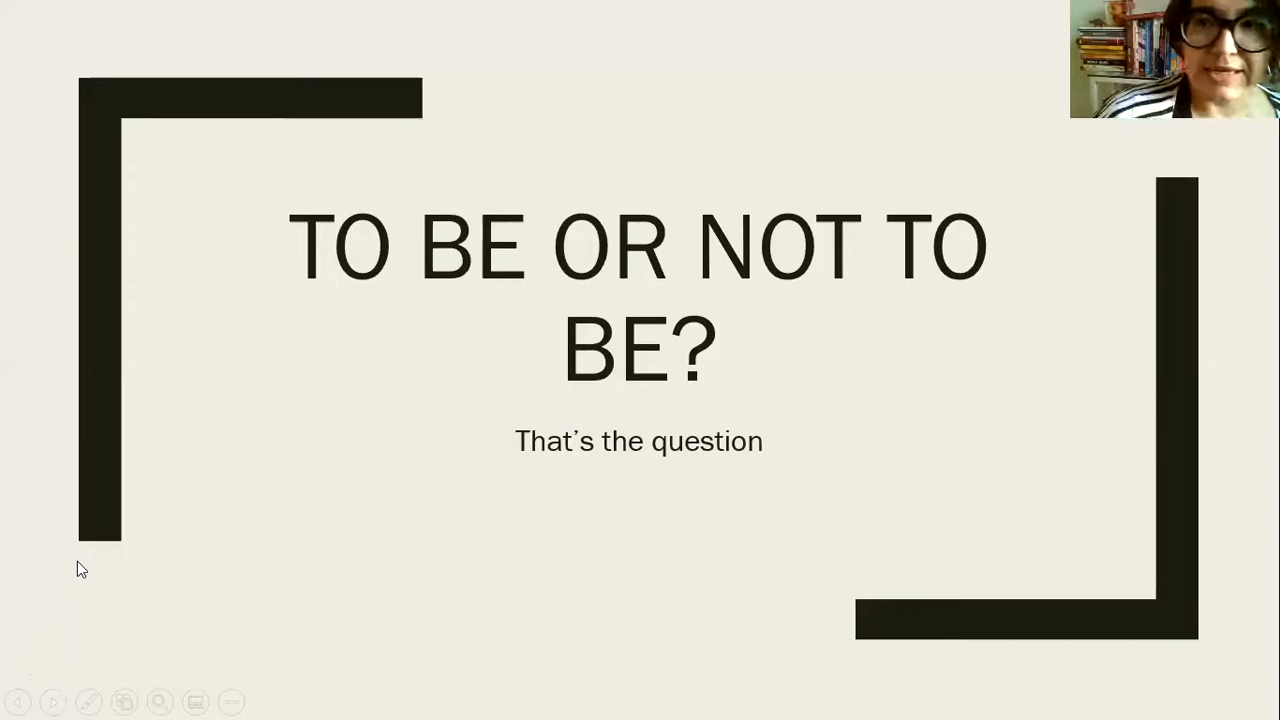 TO BE OR NOT TO
BE?
That’s the question